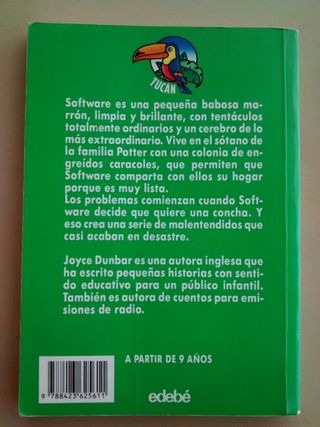 TUCAN
Software es una pequeña babosa ma-
rrón, limpia y brillante, con tentáculos
totalmente ordinarios y un cerebro de lo
más extraordinario. Vive en el sótano de
la familia Potter con una colonia de en-
greídos caracoles, que permiten que
Software comparta con ellos su hogar
porque es muy lista.
Los problemas comienzan cuando Soft-
ware decide que quiere una concha. Y
eso crea una serie de malentendidos que
casi acaban en desastre.
Joyce Dunbar es una autora inglesa que
ha escrito pequeñas historias con senti-
do educativo para un público infantil.
También es autora de cuentos para emi-
siones de radio.
A PARTIR DE 9 AÑOS
9 788423 625611
edebé